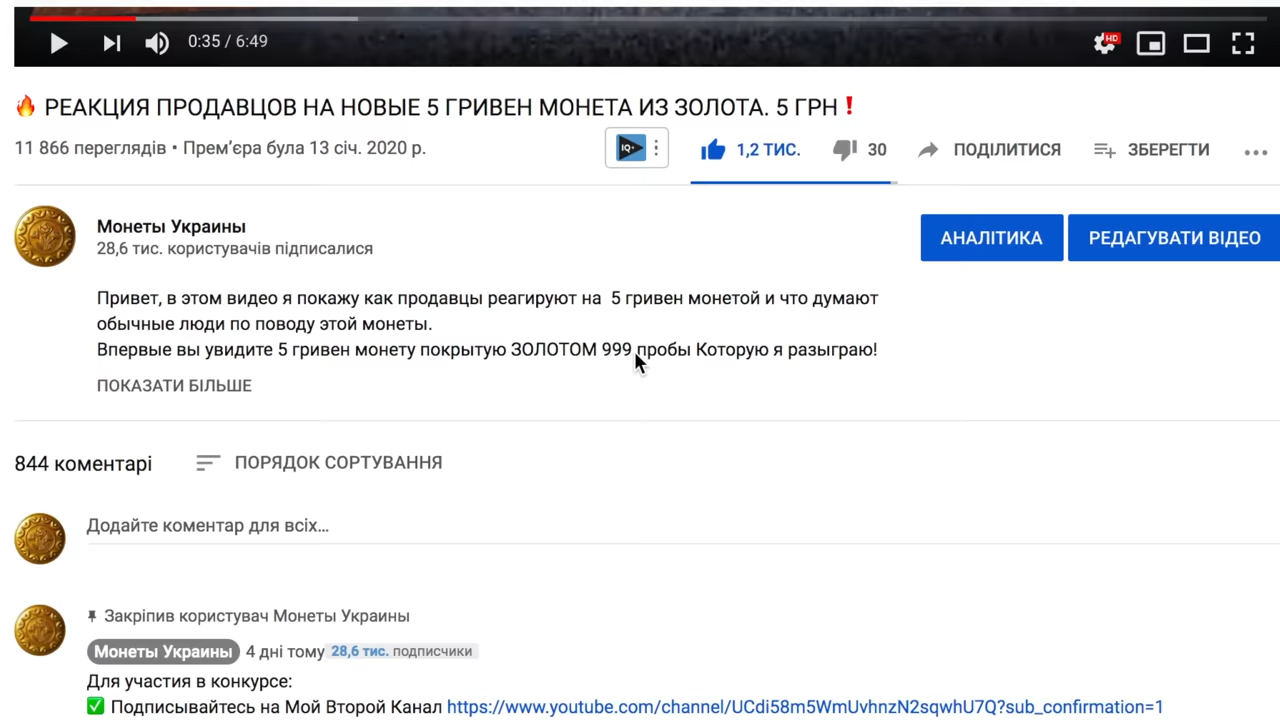 0:35 / 6:49
HD
🔥 РЕАКЦИЯ ПРОДАВЦОВ НА НОВЫЕ 5 ГРИВЕН МОНЕТА ИЗ ЗОЛОТА. 5 ГРН❗
11 866 переглядів • Прем'єра була 13 січ. 2020 р.
IQ+
1,2 ТИС.
30
ПОДІЛИТИСЯ
ЗБЕРЕГТИ
Монеты Украины
28,6 тис. користувачів підписалися
АНАЛІТИКА
РЕДАГУВАТИ ВІДЕО
Привет, в этом видео я покажу как продавцы реагируют на 5 гривен монетой и что думают
обычные люди по поводу этой монеты.
Впервые вы увидите 5 гривен монету покрытую ЗОЛОТОМ 999 пробы Которую я разыграю!
ПОКАЗАТИ БІЛЬШЕ
844 коментарі
ПОРЯДОК СОРТУВАННЯ
Додайте коментар для всіх...
Закріпив користувач Монеты Украины
Монеты Украины 4 дні тому 28,6 тис. подписчики
Для участия в конкурсе:
✅ Подписывайтесь на Мой Второй Канал https://www.youtube.com/channel/UCdi58m5WmUvhnzN2sqwhU7Q?sub_confirmation=1